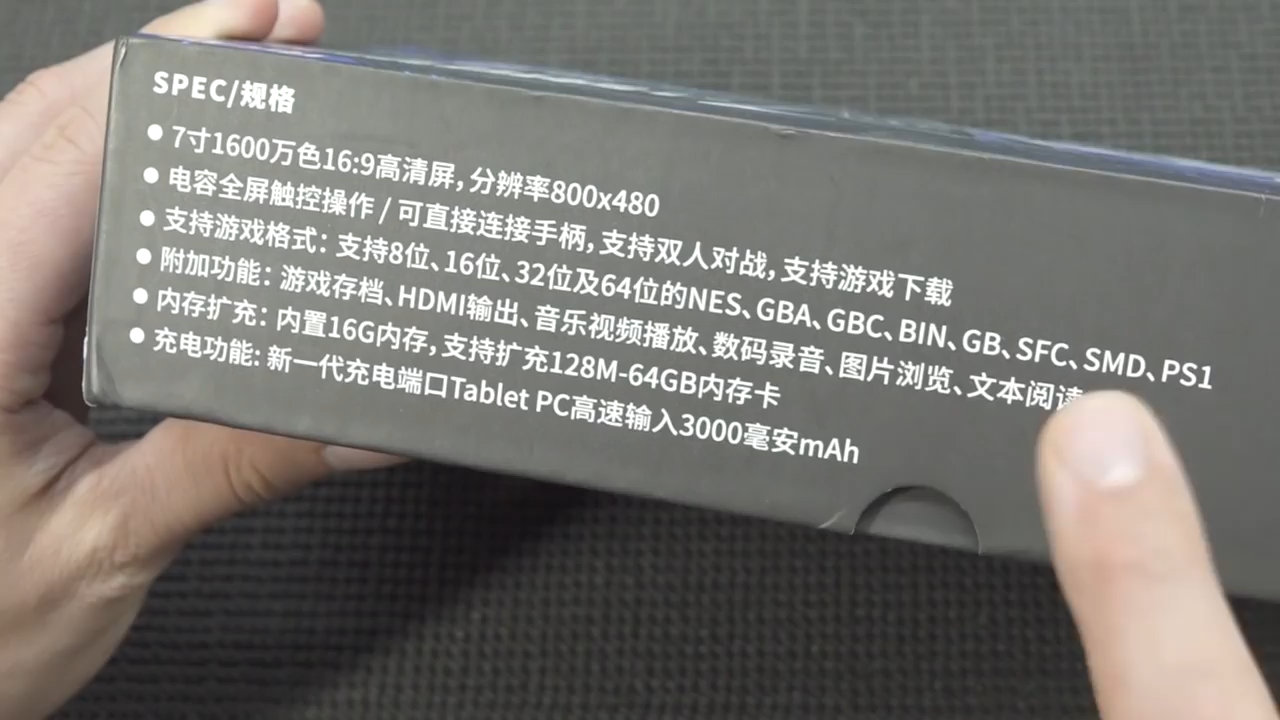 SPEC/规格
● 7寸1600万色16:9高清屏，分辨率800x480
● 电容全屏触控操作 / 可直接连接手柄，支持双人对战，支持游戏下载
● 支持游戏格式：支持8位、16位、32位及64位的NES、GBA、GBC、BIN、GB、SFC、SMD、PS1
● 附加功能：游戏存档、HDMI输出、音乐视频播放、数码录音、图片浏览、文本阅读
● 内存扩充：内置16G内存，支持扩充128M-64GB内存卡
● 充电功能：新一代充电端口Tablet PC高速输入3000毫安mAh